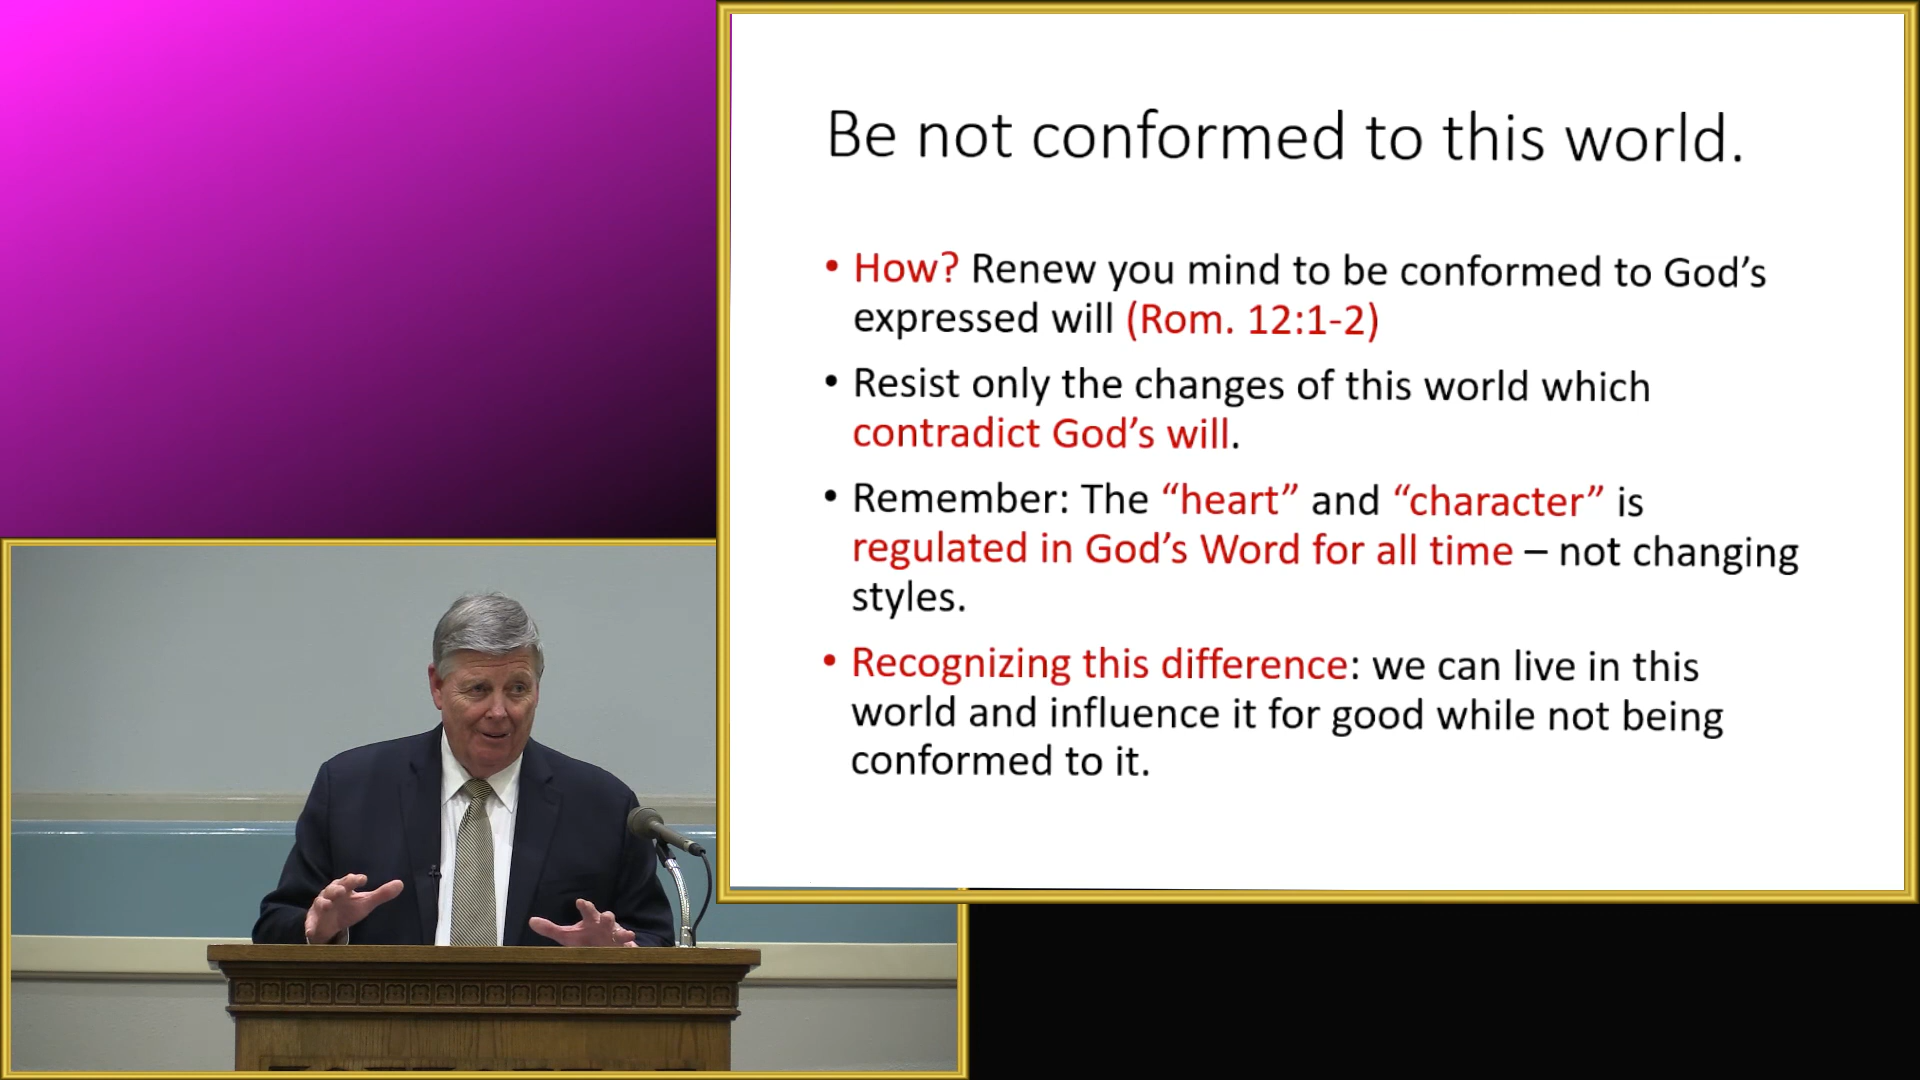 Be not conformed to this world.
• How? Renew you mind to be conformed to God’s
expressed will (Rom. 12:1-2)
• Resist only the changes of this world which
contradict God’s will.
• Remember: The “heart” and “character” is
regulated in God’s Word for all time – not changing
styles.
• Recognizing this difference: we can live in this
world and influence it for good while not being
conformed to it.